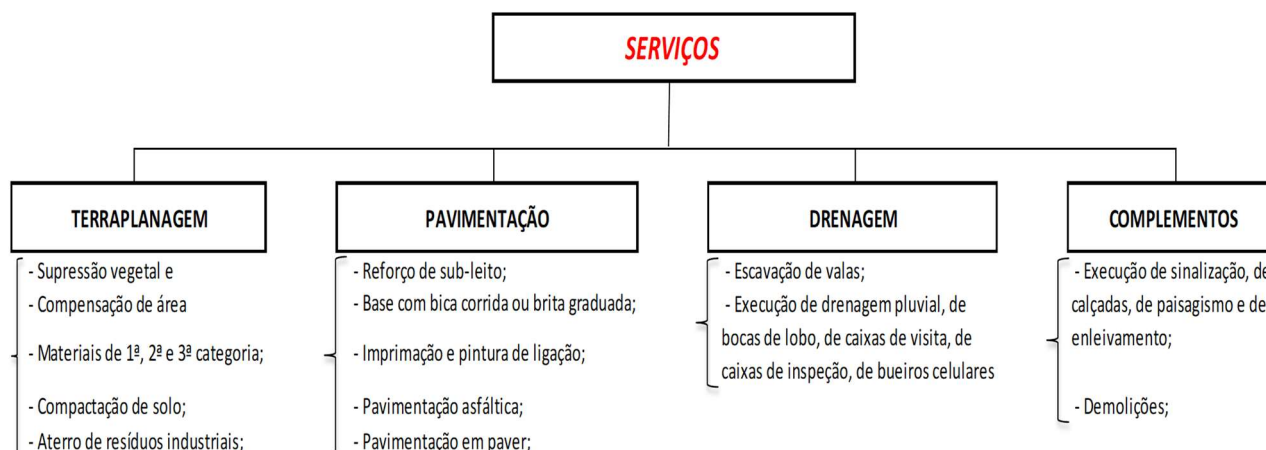 SERVIÇOS
TERRAPLANAGEM
- Supressão vegetal e
- Compensação de área
- Materiais de 1ª, 2ª e 3ª categoria;
- Compactação de solo;
- Aterro de resíduos industriais;
PAVIMENTAÇÃO
- Reforço de sub-leito;
- Base com bica corrida ou brita graduada;
- Imprimação e pintura de ligação;
- Pavimentação asfáltica;
- Pavimentação em paver;
DRENAGEM
- Escavação de valas;
- Execução de drenagem pluvial, de
bocas de lobo, de caixas de visita, de
caixas de inspeção, de bueiros celulares
COMPLEMENTOS
- Execução de sinalização, de
calçadas, de paisagismo e de
enleivamento;
- Demolições;